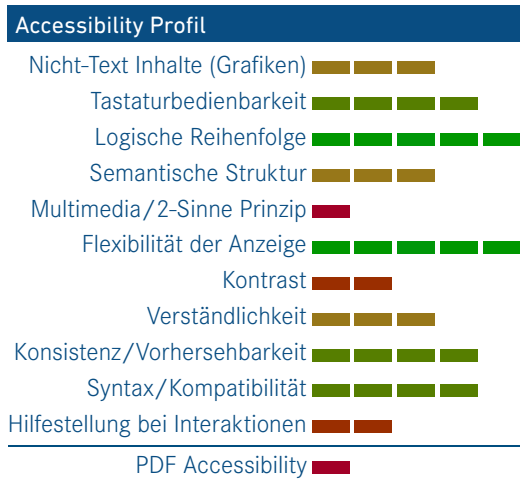 Accessibility Profil
Nicht-Text Inhalte (Grafiken)
Tastaturbedienbarkeit
Logische Reihenfolge
Semantische Struktur
Multimedia/2-Sinne Prinzip
Flexibilität der Anzeige
Kontrast
Verständlichkeit
Konsistenz/Vorhersehbarkeit
Syntax/Kompatibilität
Hilfestellung bei Interaktionen
PDF Accessibility